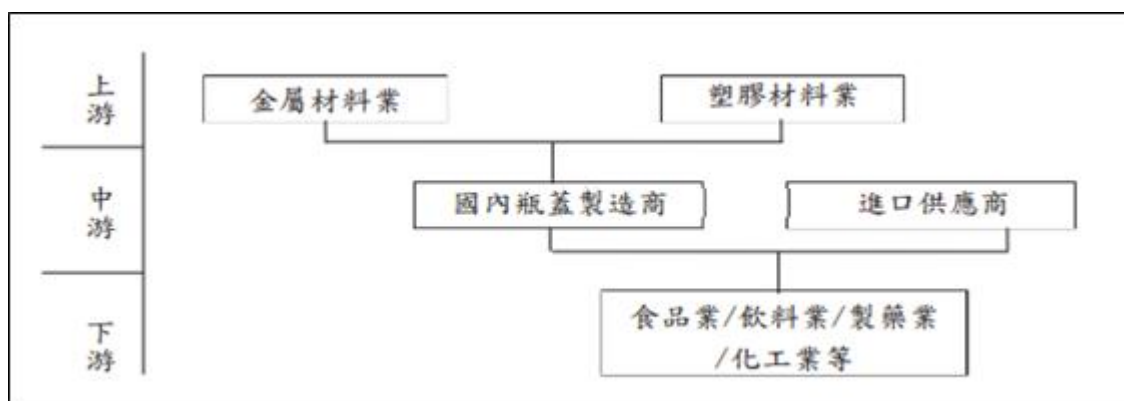 上游
金屬材料業
塑膠材料業
中游
國內瓶蓋製造商
進口供應商
下游
食品業/飲料業/製藥業
/化工業等